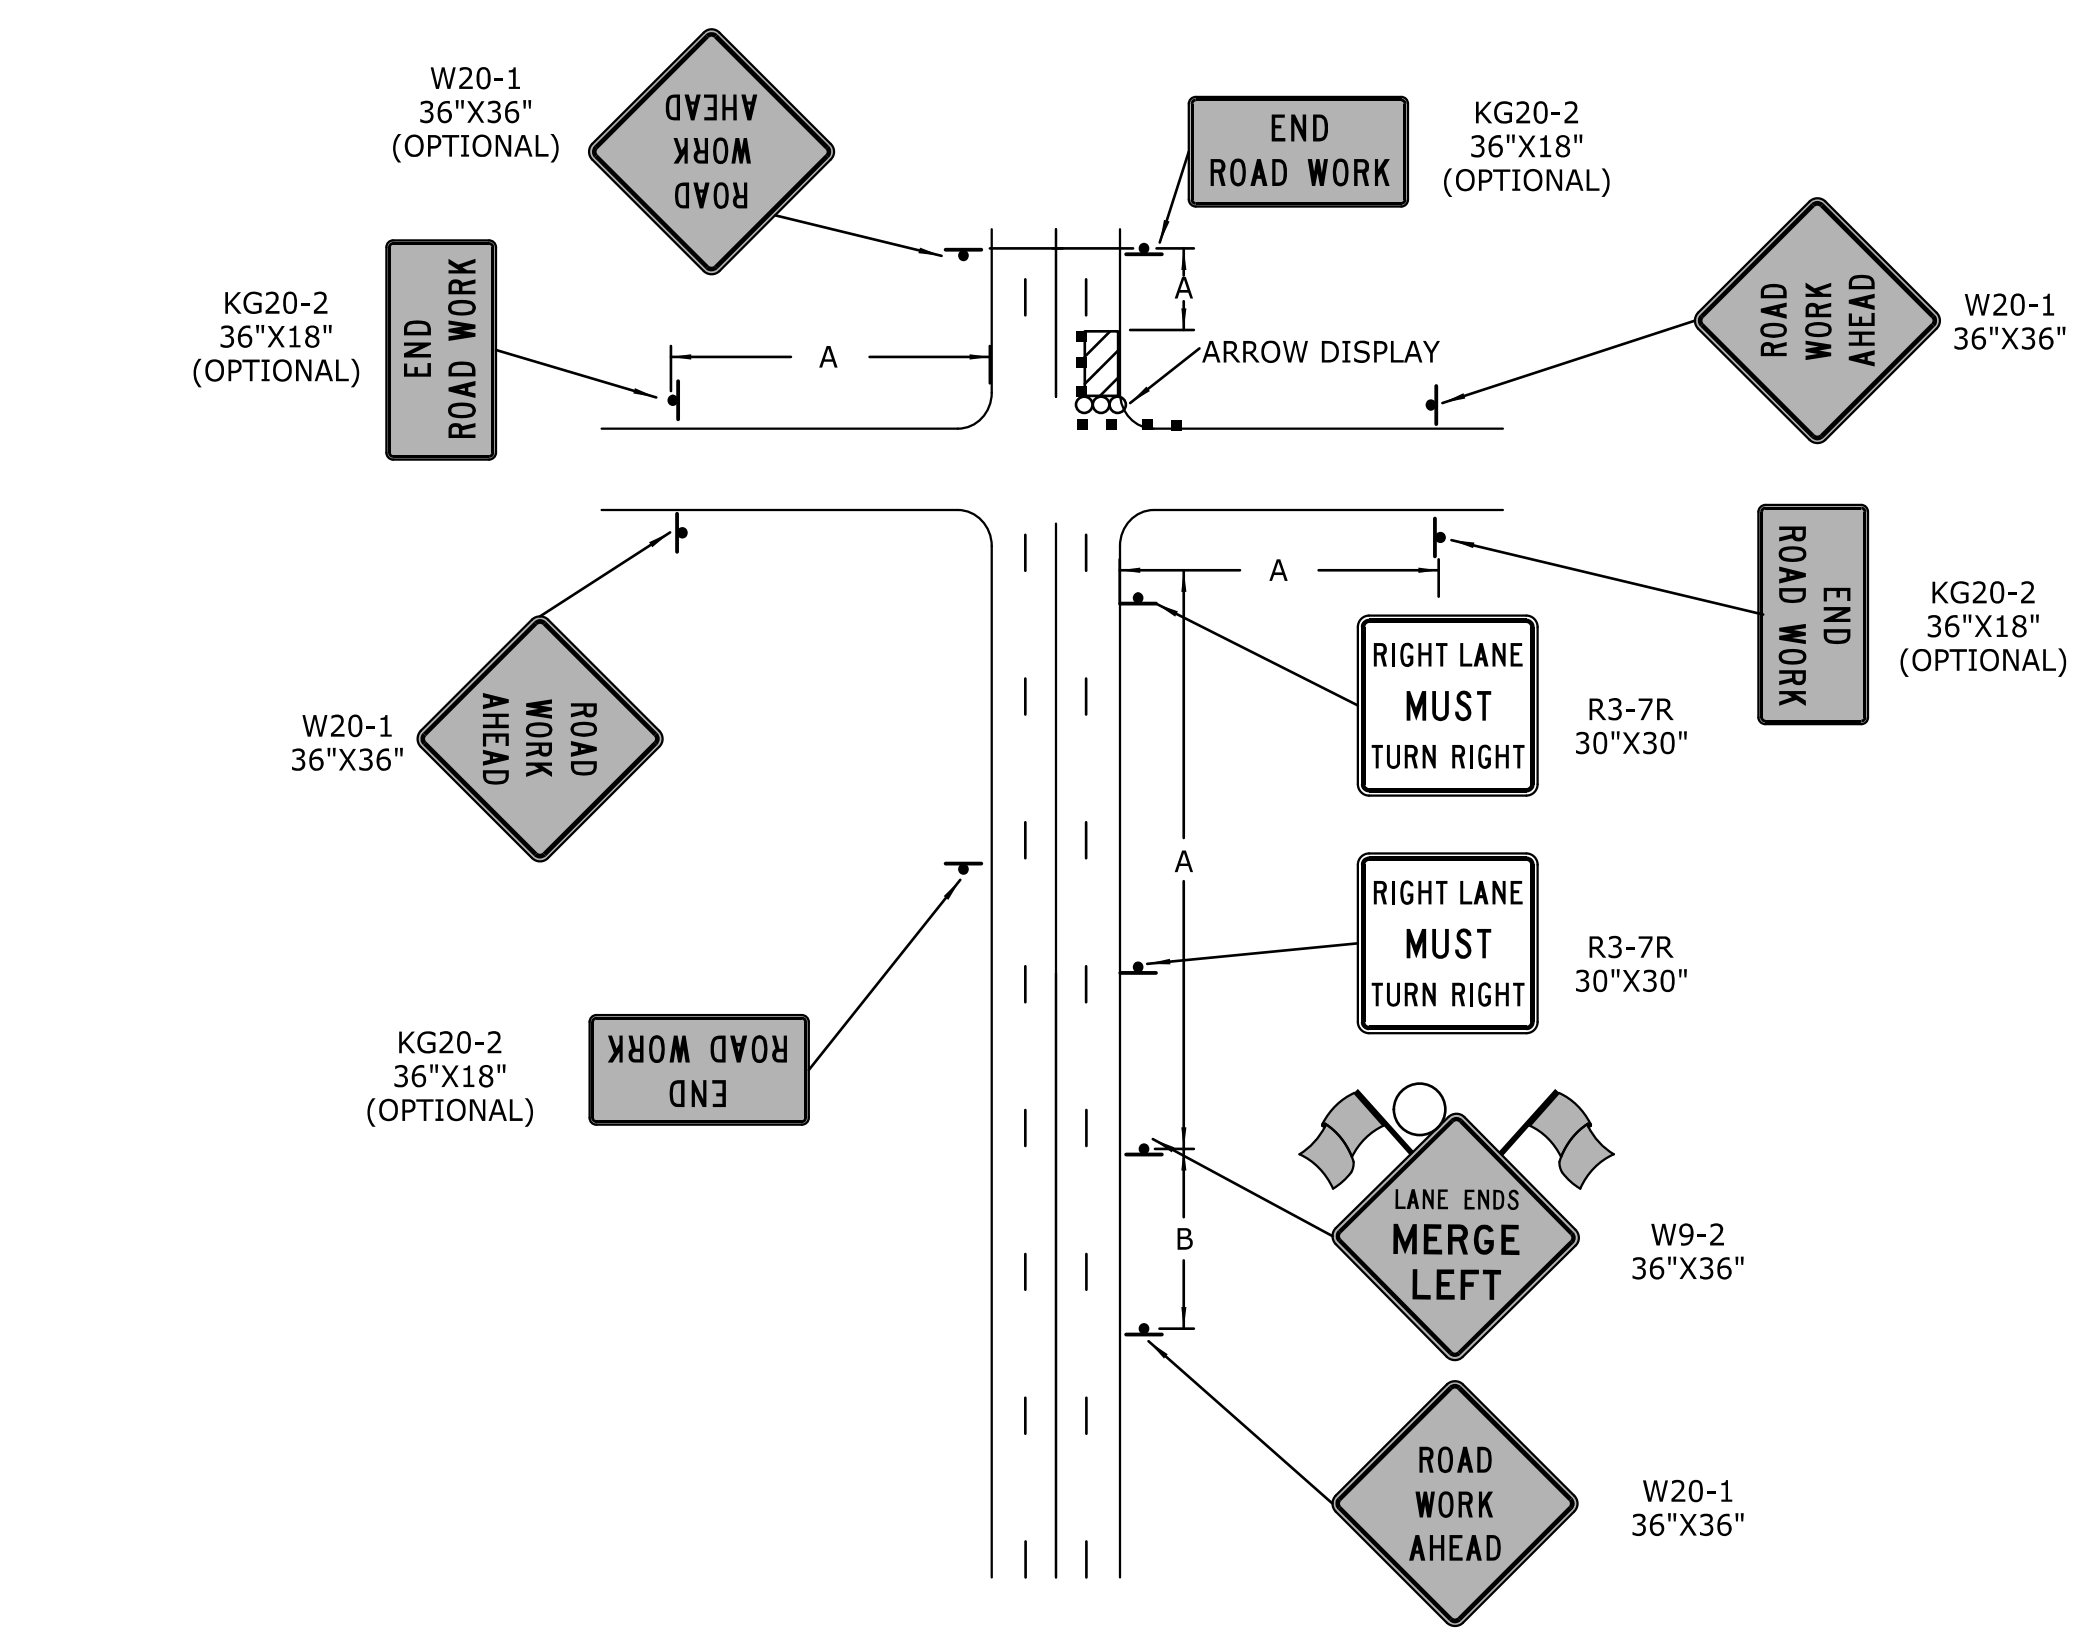 W20-1
36"X36"
(OPTIONAL)
ROAD
WORK
AHEAD
END
ROAD WORK
KG20-2
36"X18"
(OPTIONAL)
KG20-2
36"X18"
(OPTIONAL)
END
ROAD WORK
A
A
ARROW DISPLAY
ROAD
WORK
AHEAD
W20-1
36"X36"
A
END
ROAD WORK
KG20-2
36"X18"
(OPTIONAL)
RIGHT LANE
MUST
TURN RIGHT
R3-7R
30"X30"
W20-1
36"X36"
ROAD
WORK
AHEAD
A
RIGHT LANE
MUST
TURN RIGHT
R3-7R
30"X30"
KG20-2
36"X18"
(OPTIONAL)
END
ROAD WORK
B
LANE ENDS
MERGE
LEFT
W9-2
36"X36"
ROAD
WORK
AHEAD
W20-1
36"X36"